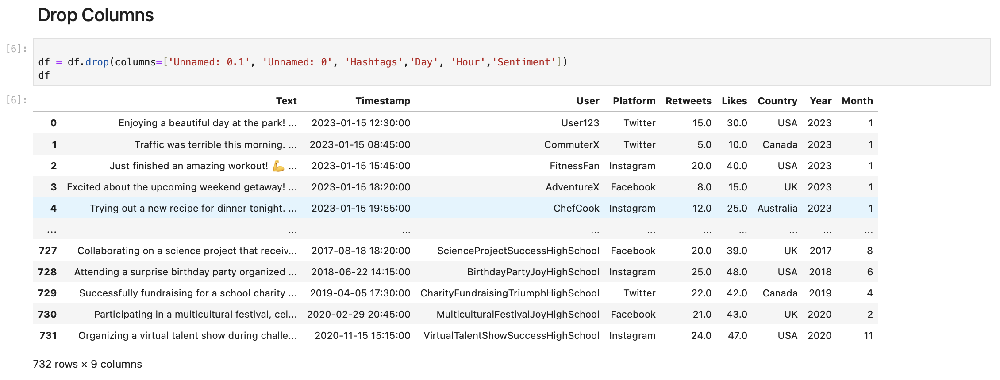 Drop Columns
[6]:
df = df.drop(columns=['Unnamed: 0.1', 'Unnamed: 0', 'Hashtags','Day', 'Hour','Sentiment'])
df
[6]:
Text Timestamp User Platform Retweets Likes Country Year Month
0 Enjoying a beautiful day at the park! ... 2023-01-15 12:30:00 User123 Twitter 15.0 30.0 USA 2023 1
1 Traffic was terrible this morning. ... 2023-01-15 08:45:00 CommuterX Twitter 5.0 10.0 Canada 2023 1
2 Just finished an amazing workout! 💪 ... 2023-01-15 15:45:00 FitnessFan Instagram 20.0 40.0 USA 2023 1
3 Excited about the upcoming weekend getaway! ... 2023-01-15 18:20:00 AdventureX Facebook 8.0 15.0 UK 2023 1
4 Trying out a new recipe for dinner tonight. ... 2023-01-15 19:55:00 ChefCook Instagram 12.0 25.0 Australia 2023 1
... ... ... ... ... ... ... ... ... ...
727 Collaborating on a science project that receiv... 2017-08-18 18:20:00 ScienceProjectSuccessHighSchool Facebook 20.0 39.0 UK 2017 8
728 Attending a surprise birthday party organized ... 2018-06-22 14:15:00 BirthdayPartyJoyHighSchool Instagram 25.0 48.0 USA 2018 6
729 Successfully fundraising for a school charity ... 2019-04-05 17:30:00 CharityFundraisingTriumphHighSchool Twitter 22.0 42.0 Canada 2019 4
730 Participating in a multicultural festival, cel... 2020-02-29 20:45:00 MulticulturalFestivalJoyHighSchool Facebook 21.0 43.0 UK 2020 2
731 Organizing a virtual talent show during challe... 2020-11-15 15:15:00 VirtualTalentShowSuccessHighSchool Instagram 24.0 47.0 USA 2020 11
732 rows × 9 columns